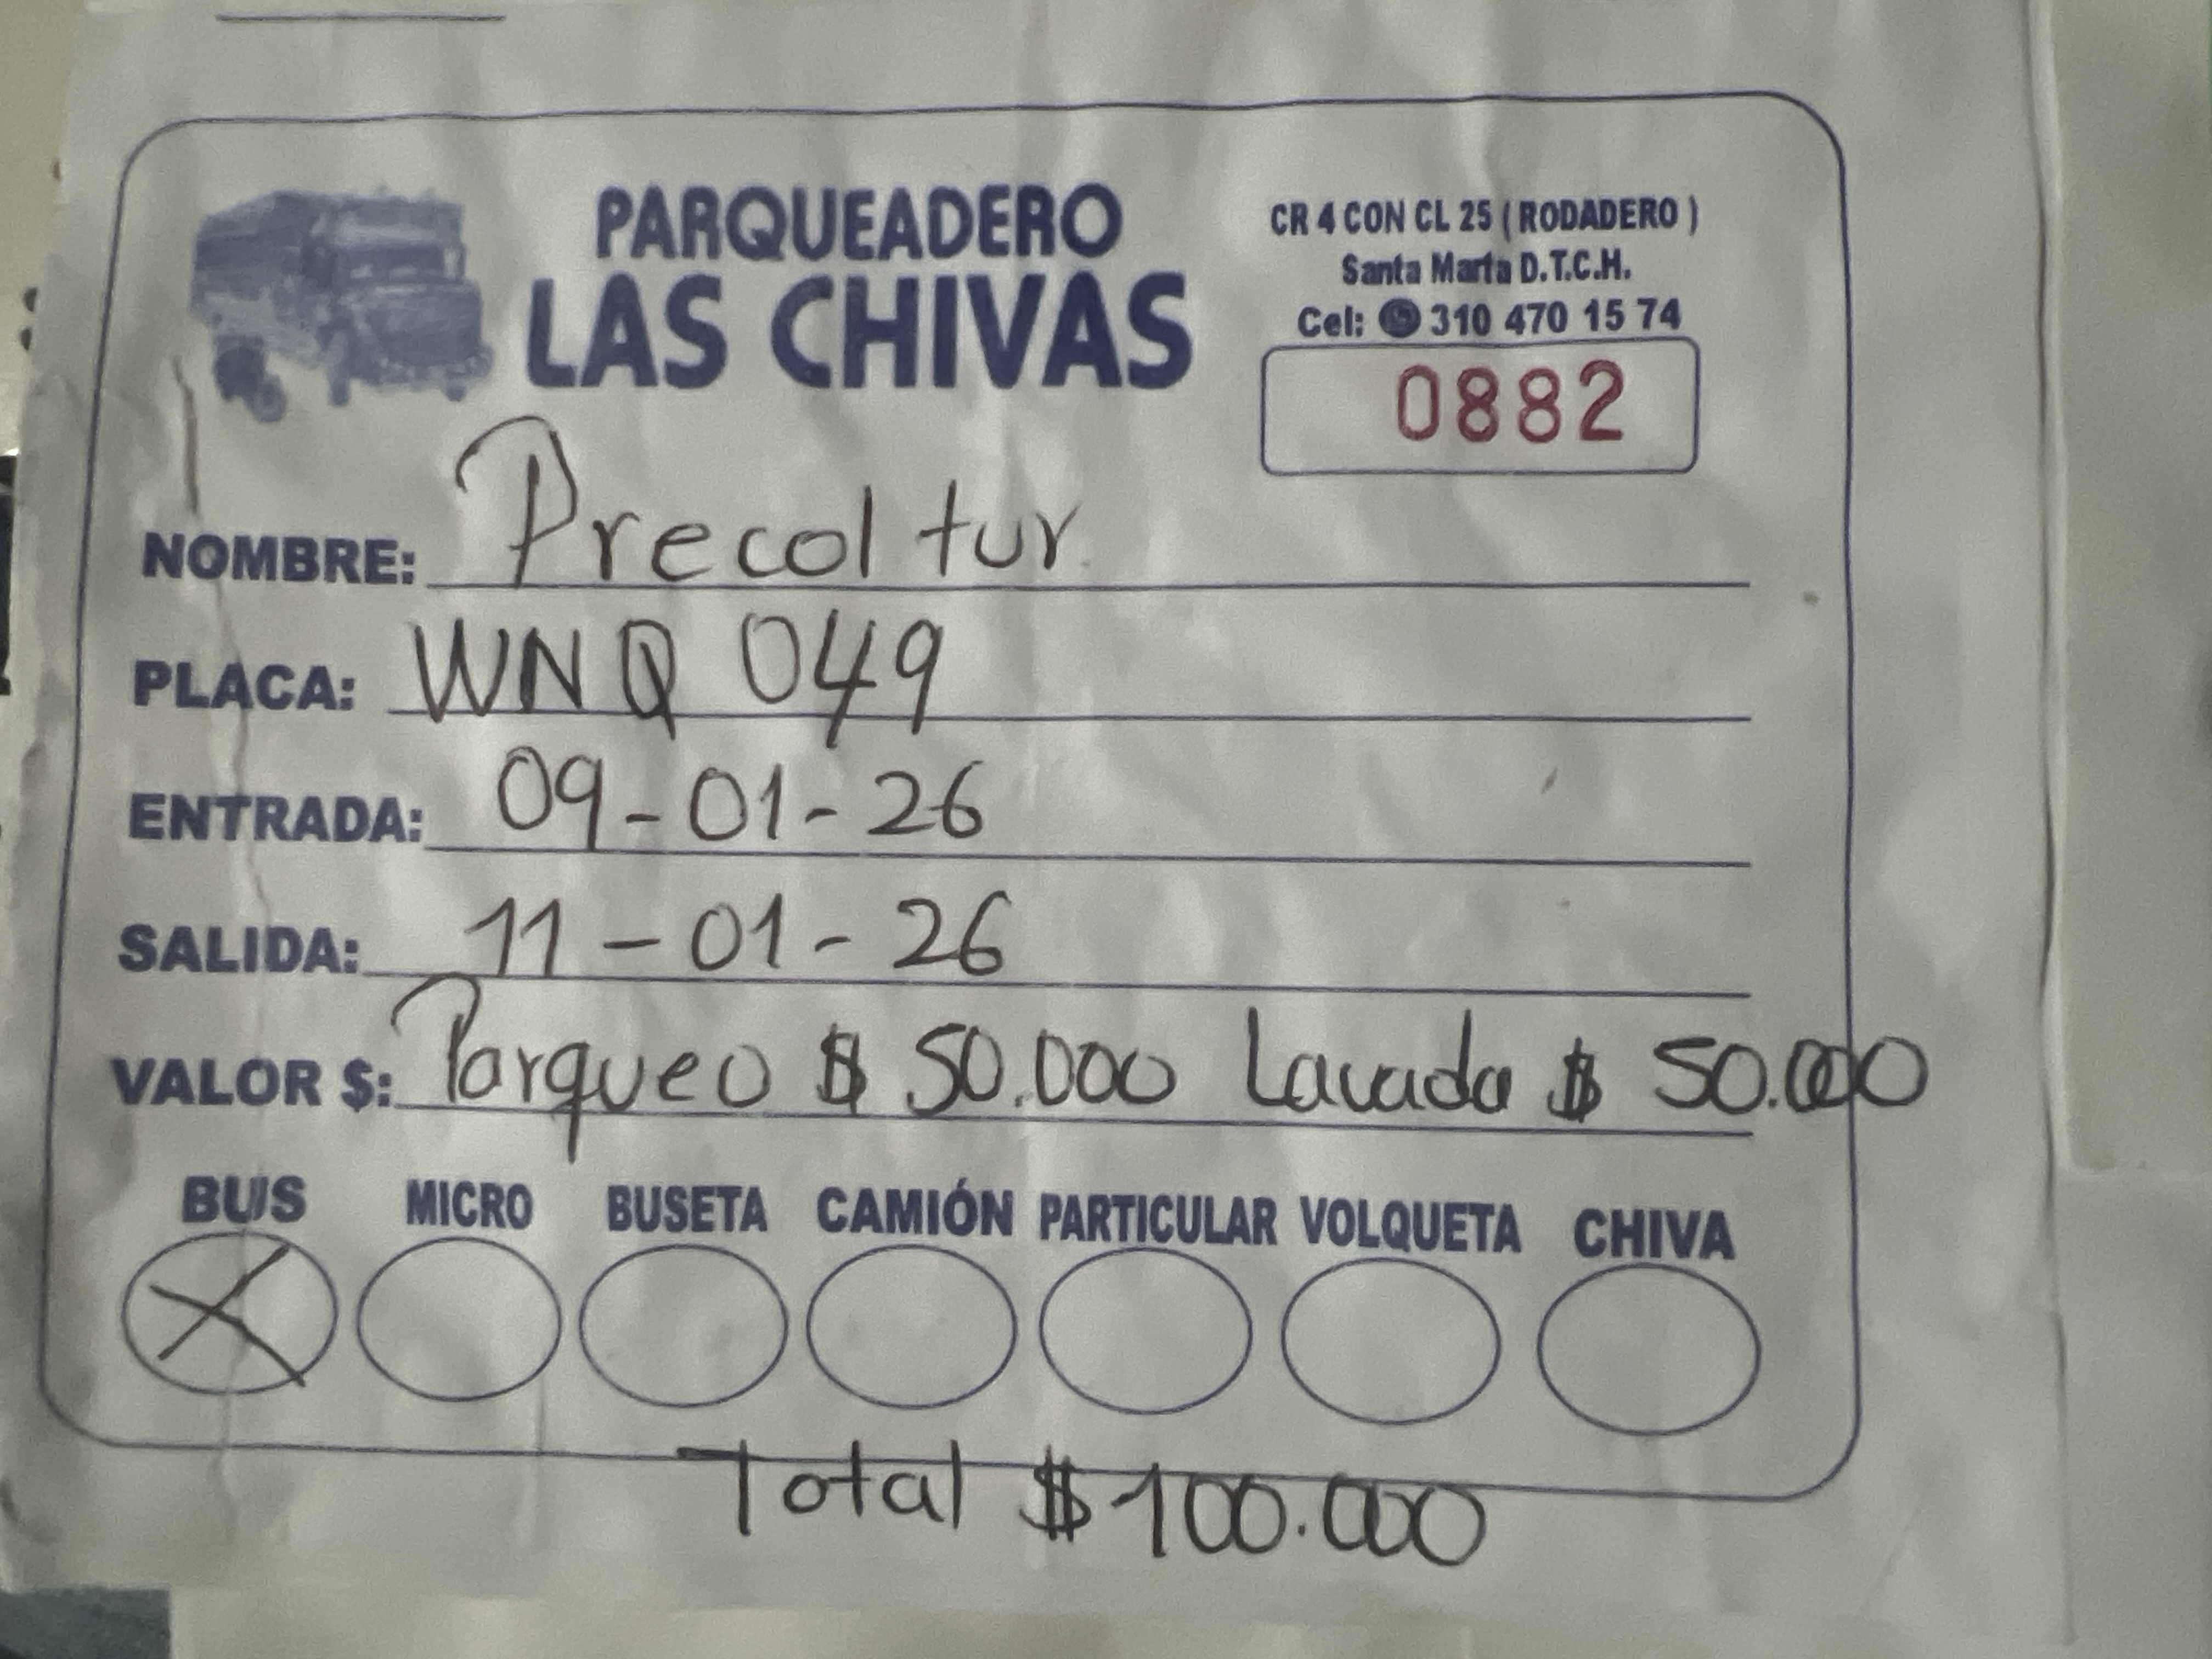 PARQUEADERO
LAS CHIVAS
CR 4 CON CL 25 ( RODADERO )
Santa Marta D.T.C.H.
Cel: 310 470 15 74
0882
NOMBRE: Precoltur
PLACA: WNQ 049
ENTRADA: 09-01-26
SALIDA: 11-01-26
VALOR $: Parqueo $ 50.000 Lavada $ 50.000
BUS MICRO BUSETA CAMIÓN PARTICULAR VOLQUETA CHIVA
X
Total $ 100.000